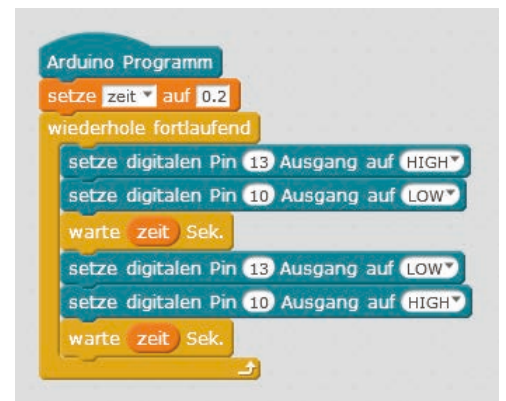 Arduino Programm
setze zeit auf 0.2
wiederhole fortlaufend
setze digitalen Pin 13 Ausgang auf HIGH
setze digitalen Pin 10 Ausgang auf LOW
warte zeit Sek.
setze digitalen Pin 13 Ausgang auf LOW
setze digitalen Pin 10 Ausgang auf HIGH
warte zeit Sek.